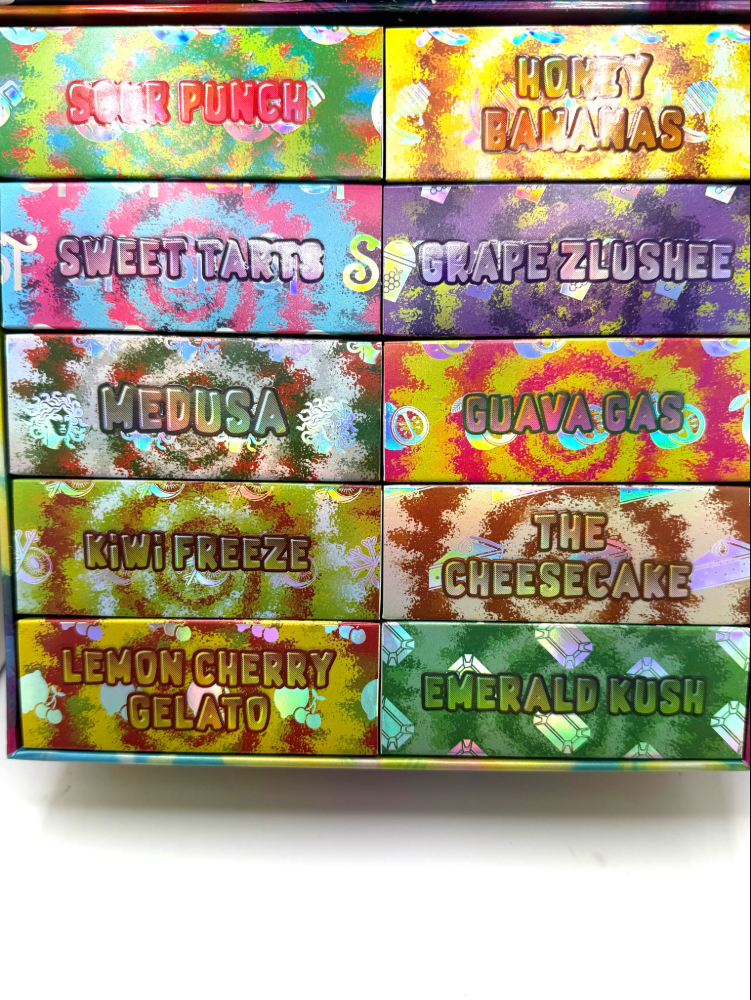 SOUR PUNCH
HONEY
BANANAS
SWEET TARTS
GRAPE ZLUSHEE
MEDUSA
GUAVA GAS
KiWi FREEZE
THE
CHEESECAKE
LEMON CHERRY
GELATO
EMERALD KUSH